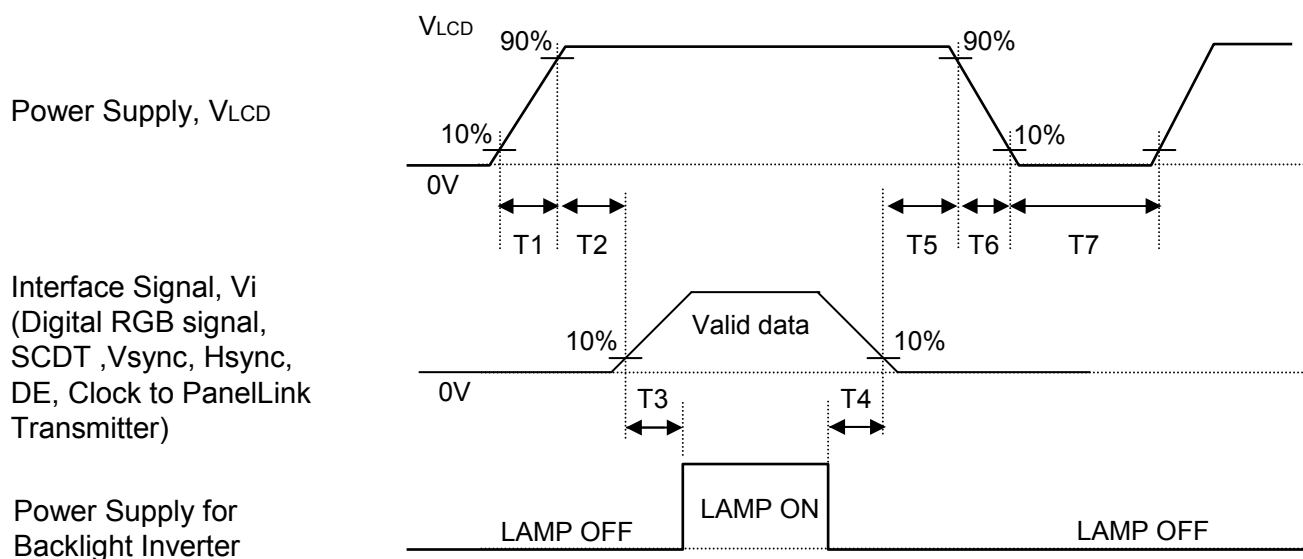 VLCD
90%
90%
Power Supply, VLCD
10%
10%
0V
T1
T2
T5
T6
T7
Interface Signal, Vi
(Digital RGB signal,
SCDT ,Vsync, Hsync,
DE, Clock to PanelLink
Transmitter)
Valid data
10%
10%
0V
T3
T4
Power Supply for
Backlight Inverter
LAMP OFF
LAMP ON
LAMP OFF